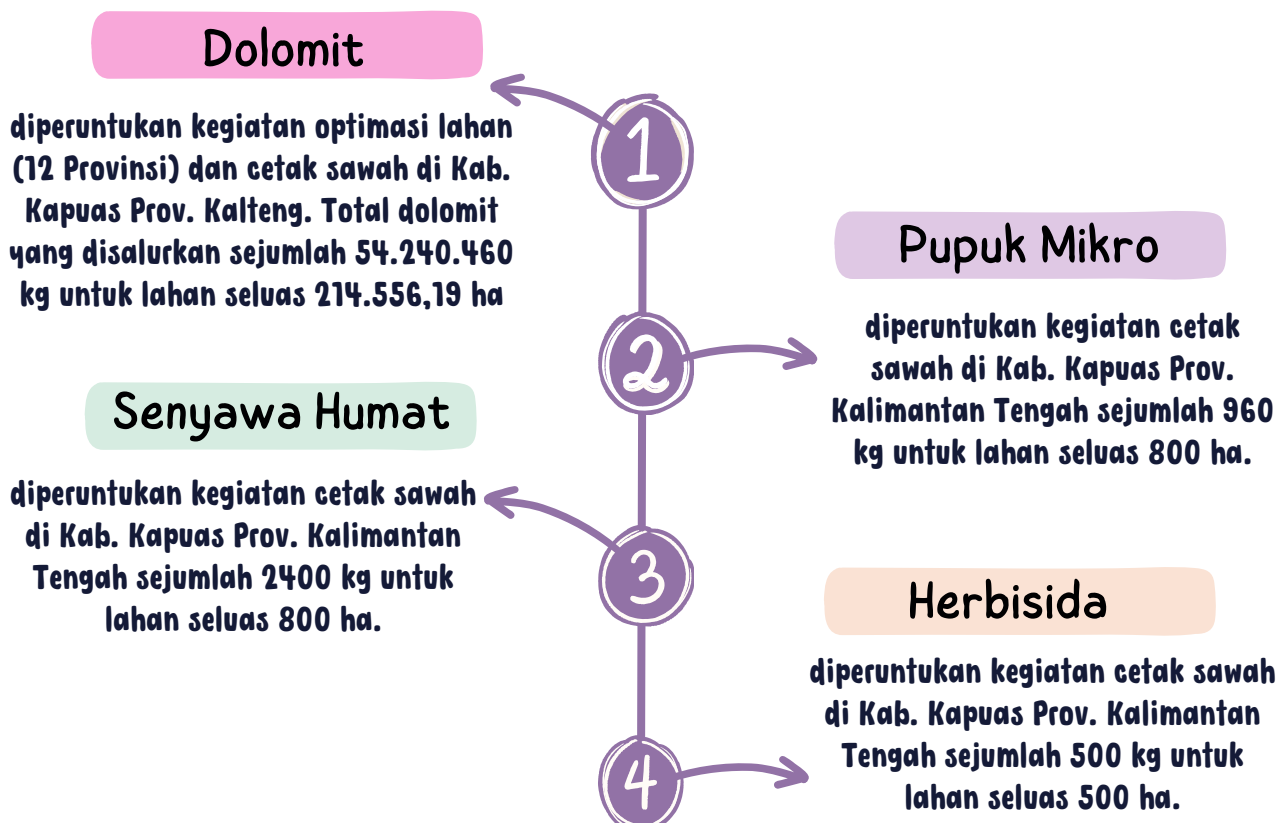 Dolomit
diperuntukan kegiatan optimasi lahan
(12 Provinsi) dan cetak sawah di Kab.
Kapuas Prov. Kalteng. Total dolomit
yang disalurkan sejumlah 54.240.460
kg untuk lahan seluas 214.556,19 ha
1
Pupuk Mikro
diperuntukan kegiatan cetak
sawah di Kab. Kapuas Prov.
Kalimantan Tengah sejumlah 960
kg untuk lahan seluas 800 ha.
2
Senyawa Humat
diperuntukan kegiatan cetak sawah
di Kab. Kapuas Prov. Kalimantan
Tengah sejumlah 2400 kg untuk
lahan seluas 800 ha.
3
Herbisida
diperuntukan kegiatan cetak sawah
di Kab. Kapuas Prov. Kalimantan
Tengah sejumlah 500 kg untuk
lahan seluas 500 ha.
4